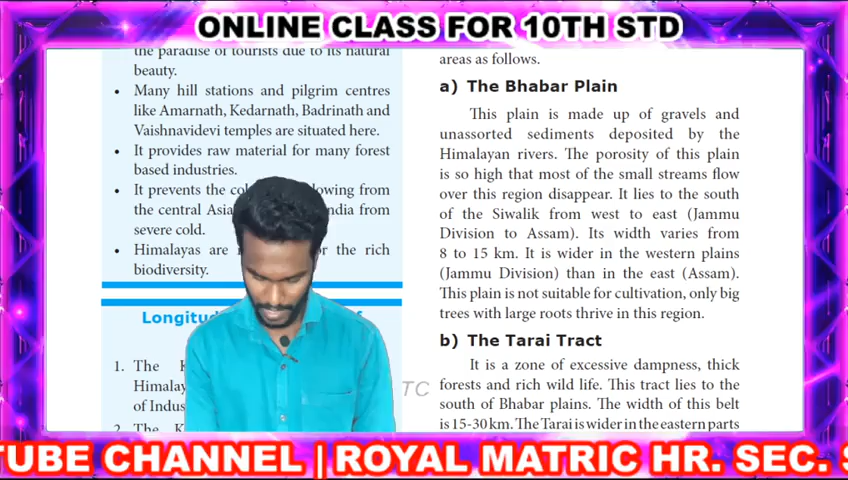 ONLINE CLASS FOR 10TH STD
the paradise of tourists due to its natural
beauty.
• Many hill stations and pilgrim centres
like Amarnath, Kedarnath, Badrinath and
Vaishnavidevi temples are situated here.
• It provides raw material for many forest
based industries.
• It prevents the lowing from
the central Asia India from
severe cold.
• Himalayas are the rich
biodiversity.
1. The
of Indus
2. The
areas as follows.
a) The Bhabar Plain
This plain is made up of gravels and
unassorted sediments deposited by the
Himalayan rivers. The porosity of this plain
is so high that most of the small streams flow
over this region disappear. It lies to the south
of the Siwalik from west to east (Jammu
Division to Assam). Its width varies from
8 to 15 km. It is wider in the western plains
(Jammu Division) than in the east (Assam).
This plain is not suitable for cultivation, only big
trees with large roots thrive in this region.
b) The Tarai Tract
It is a zone of excessive dampness, thick
forests and rich wild life. This tract lies to the
south of Bhabar plains. The width of this belt
is 15-30 km. The Tarai is wider in the eastern parts
TC
TUBE CHANNEL | ROYAL MATRIC HR. SEC. S